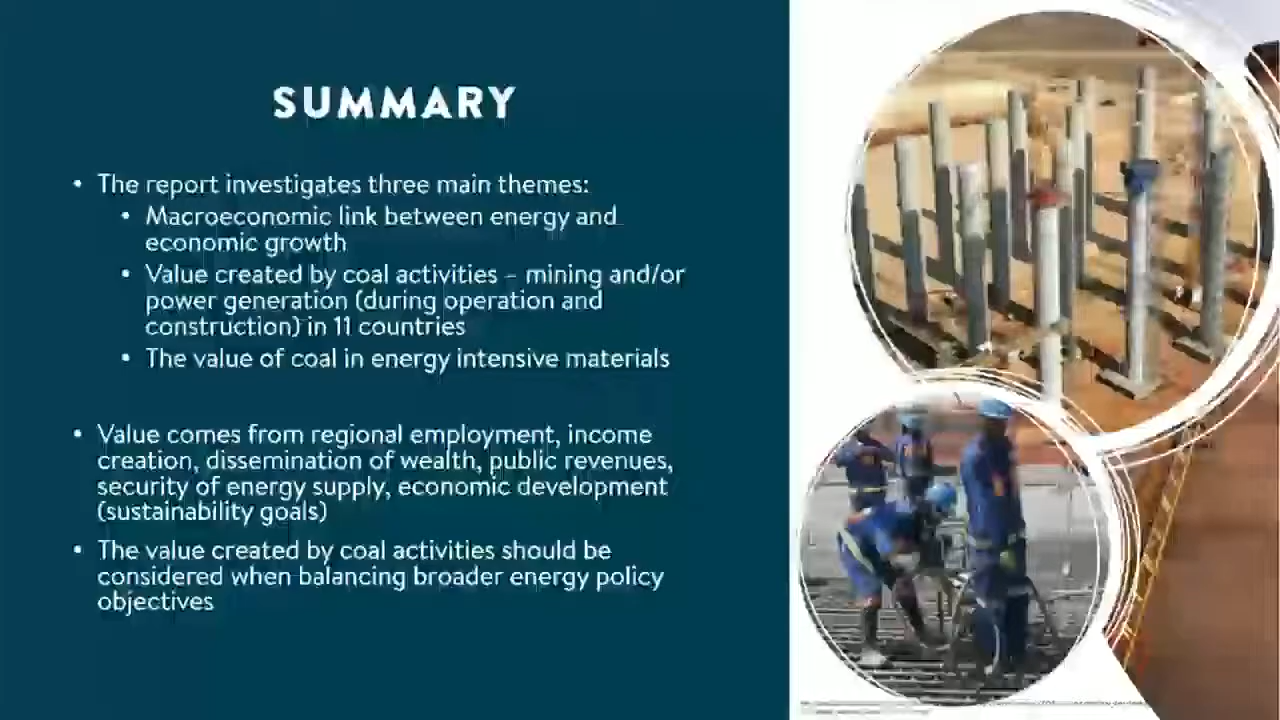 SUMMARY
• The report investigates three main themes:
• Macroeconomic link between energy and
economic growth
• Value created by coal activities – mining and/or
power generation (during operation and
construction) in 11 countries
• The value of coal in energy intensive materials
• Value comes from regional employment, income
creation, dissemination of wealth, public revenues,
security of energy supply, economic development
(sustainability goals)
• The value created by coal activities should be
considered when balancing broader energy policy
objectives